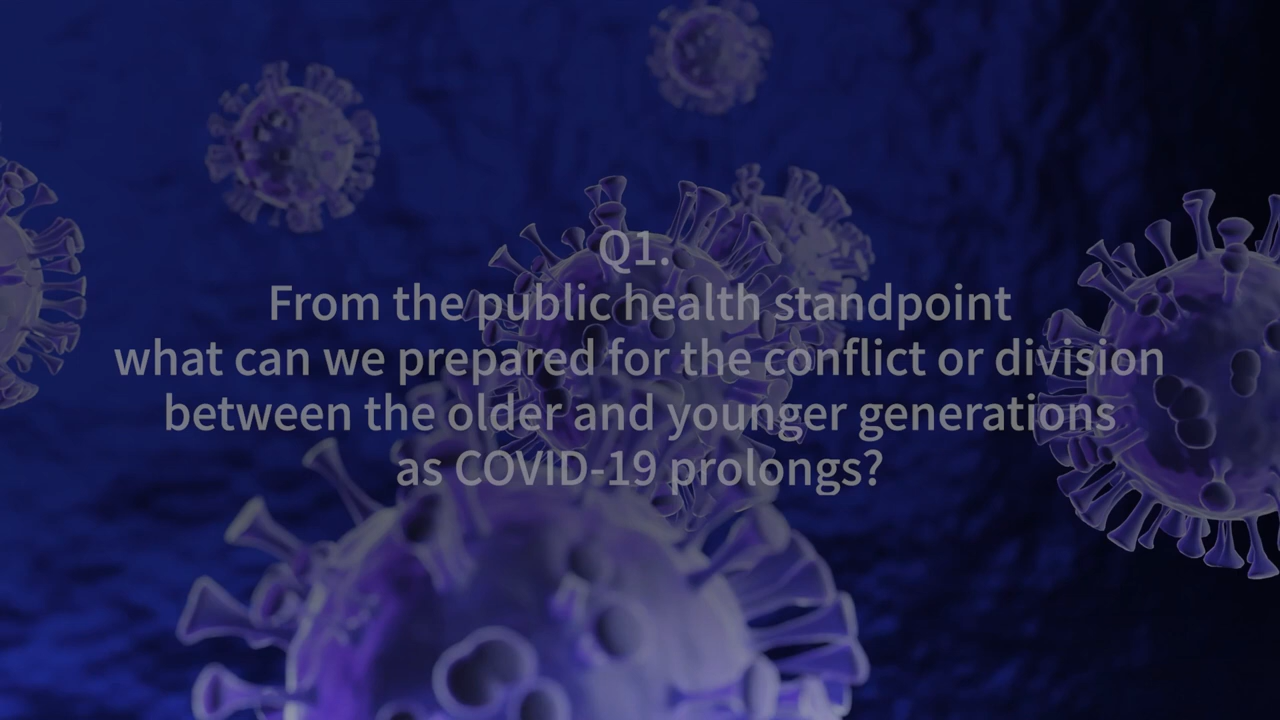 Q1.
From the public health standpoint
what can we prepared for the conflict or division
between the older and younger generations
as COVID-19 prolongs?